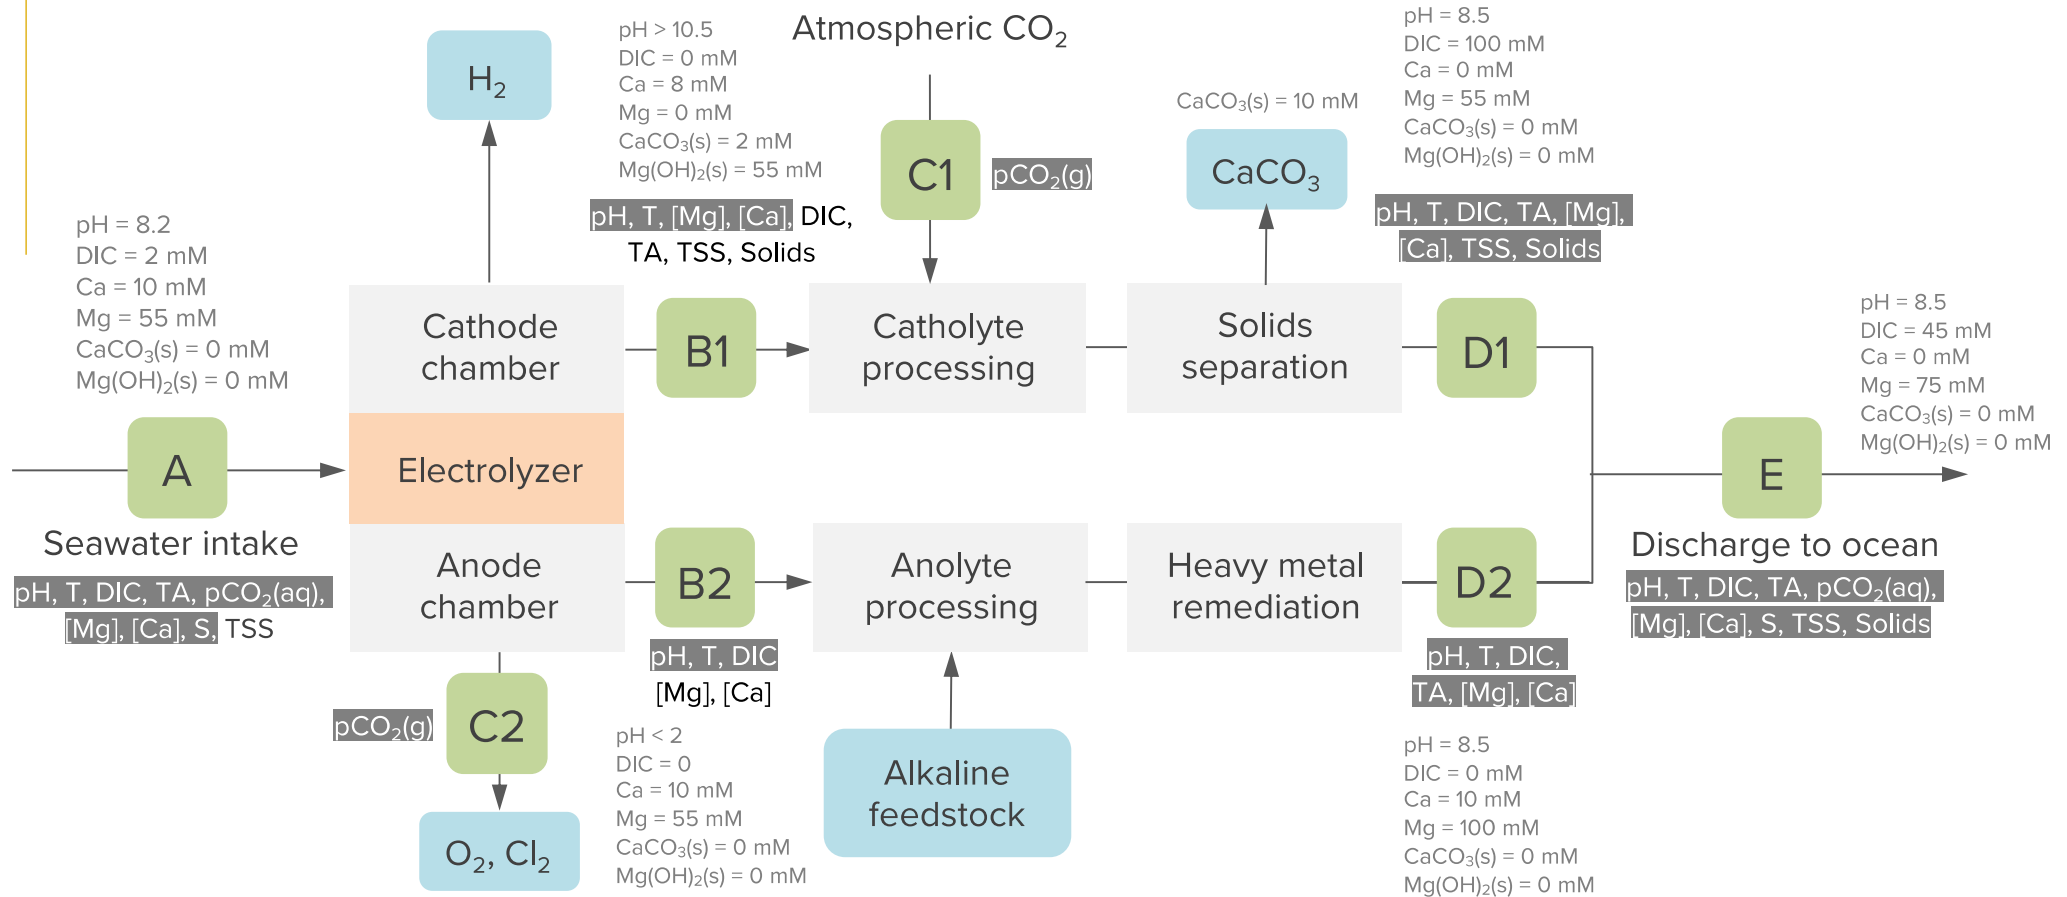 pH = 8.2
DIC = 2 mM
Ca = 10 mM
Mg = 55 mM
CaCO₃(s) = 0 mM
Mg(OH)₂(s) = 0 mM
A
Seawater intake
pH, T, DIC, TA, pCO₂(aq),
[Mg], [Ca], S, TSS
H₂
Cathode
chamber
Electrolyzer
Anode
chamber
pCO₂(g)
C2
O₂, Cl₂
pH > 10.5
DIC = 0 mM
Ca = 8 mM
Mg = 0 mM
CaCO₃(s) = 2 mM
Mg(OH)₂(s) = 55 mM
pH, T, [Mg], [Ca], DIC,
TA, TSS, Solids
B1
B2
pH, T, DIC
[Mg], [Ca]
pH < 2
DIC = 0
Ca = 10 mM
Mg = 55 mM
CaCO₃(s) = 0 mM
Mg(OH)₂(s) = 0 mM
Atmospheric CO₂
C1
pCO₂(g)
Catholyte
processing
Anolyte
processing
Alkaline
feedstock
CaCO₃(s) = 10 mM
CaCO₃
Solids
separation
Heavy metal
remediation
pH = 8.5
DIC = 100 mM
Ca = 0 mM
Mg = 55 mM
CaCO₃(s) = 0 mM
Mg(OH)₂(s) = 0 mM
pH, T, DIC, TA, [Mg],
[Ca], TSS, Solids
D1
D2
pH, T, DIC,
TA, [Mg], [Ca]
pH = 8.5
DIC = 0 mM
Ca = 10 mM
Mg = 100 mM
CaCO₃(s) = 0 mM
Mg(OH)₂(s) = 0 mM
pH = 8.5
DIC = 45 mM
Ca = 0 mM
Mg = 75 mM
CaCO₃(s) = 0 mM
Mg(OH)₂(s) = 0 mM
E
Discharge to ocean
pH, T, DIC, TA, pCO₂(aq),
[Mg], [Ca], S, TSS, Solids